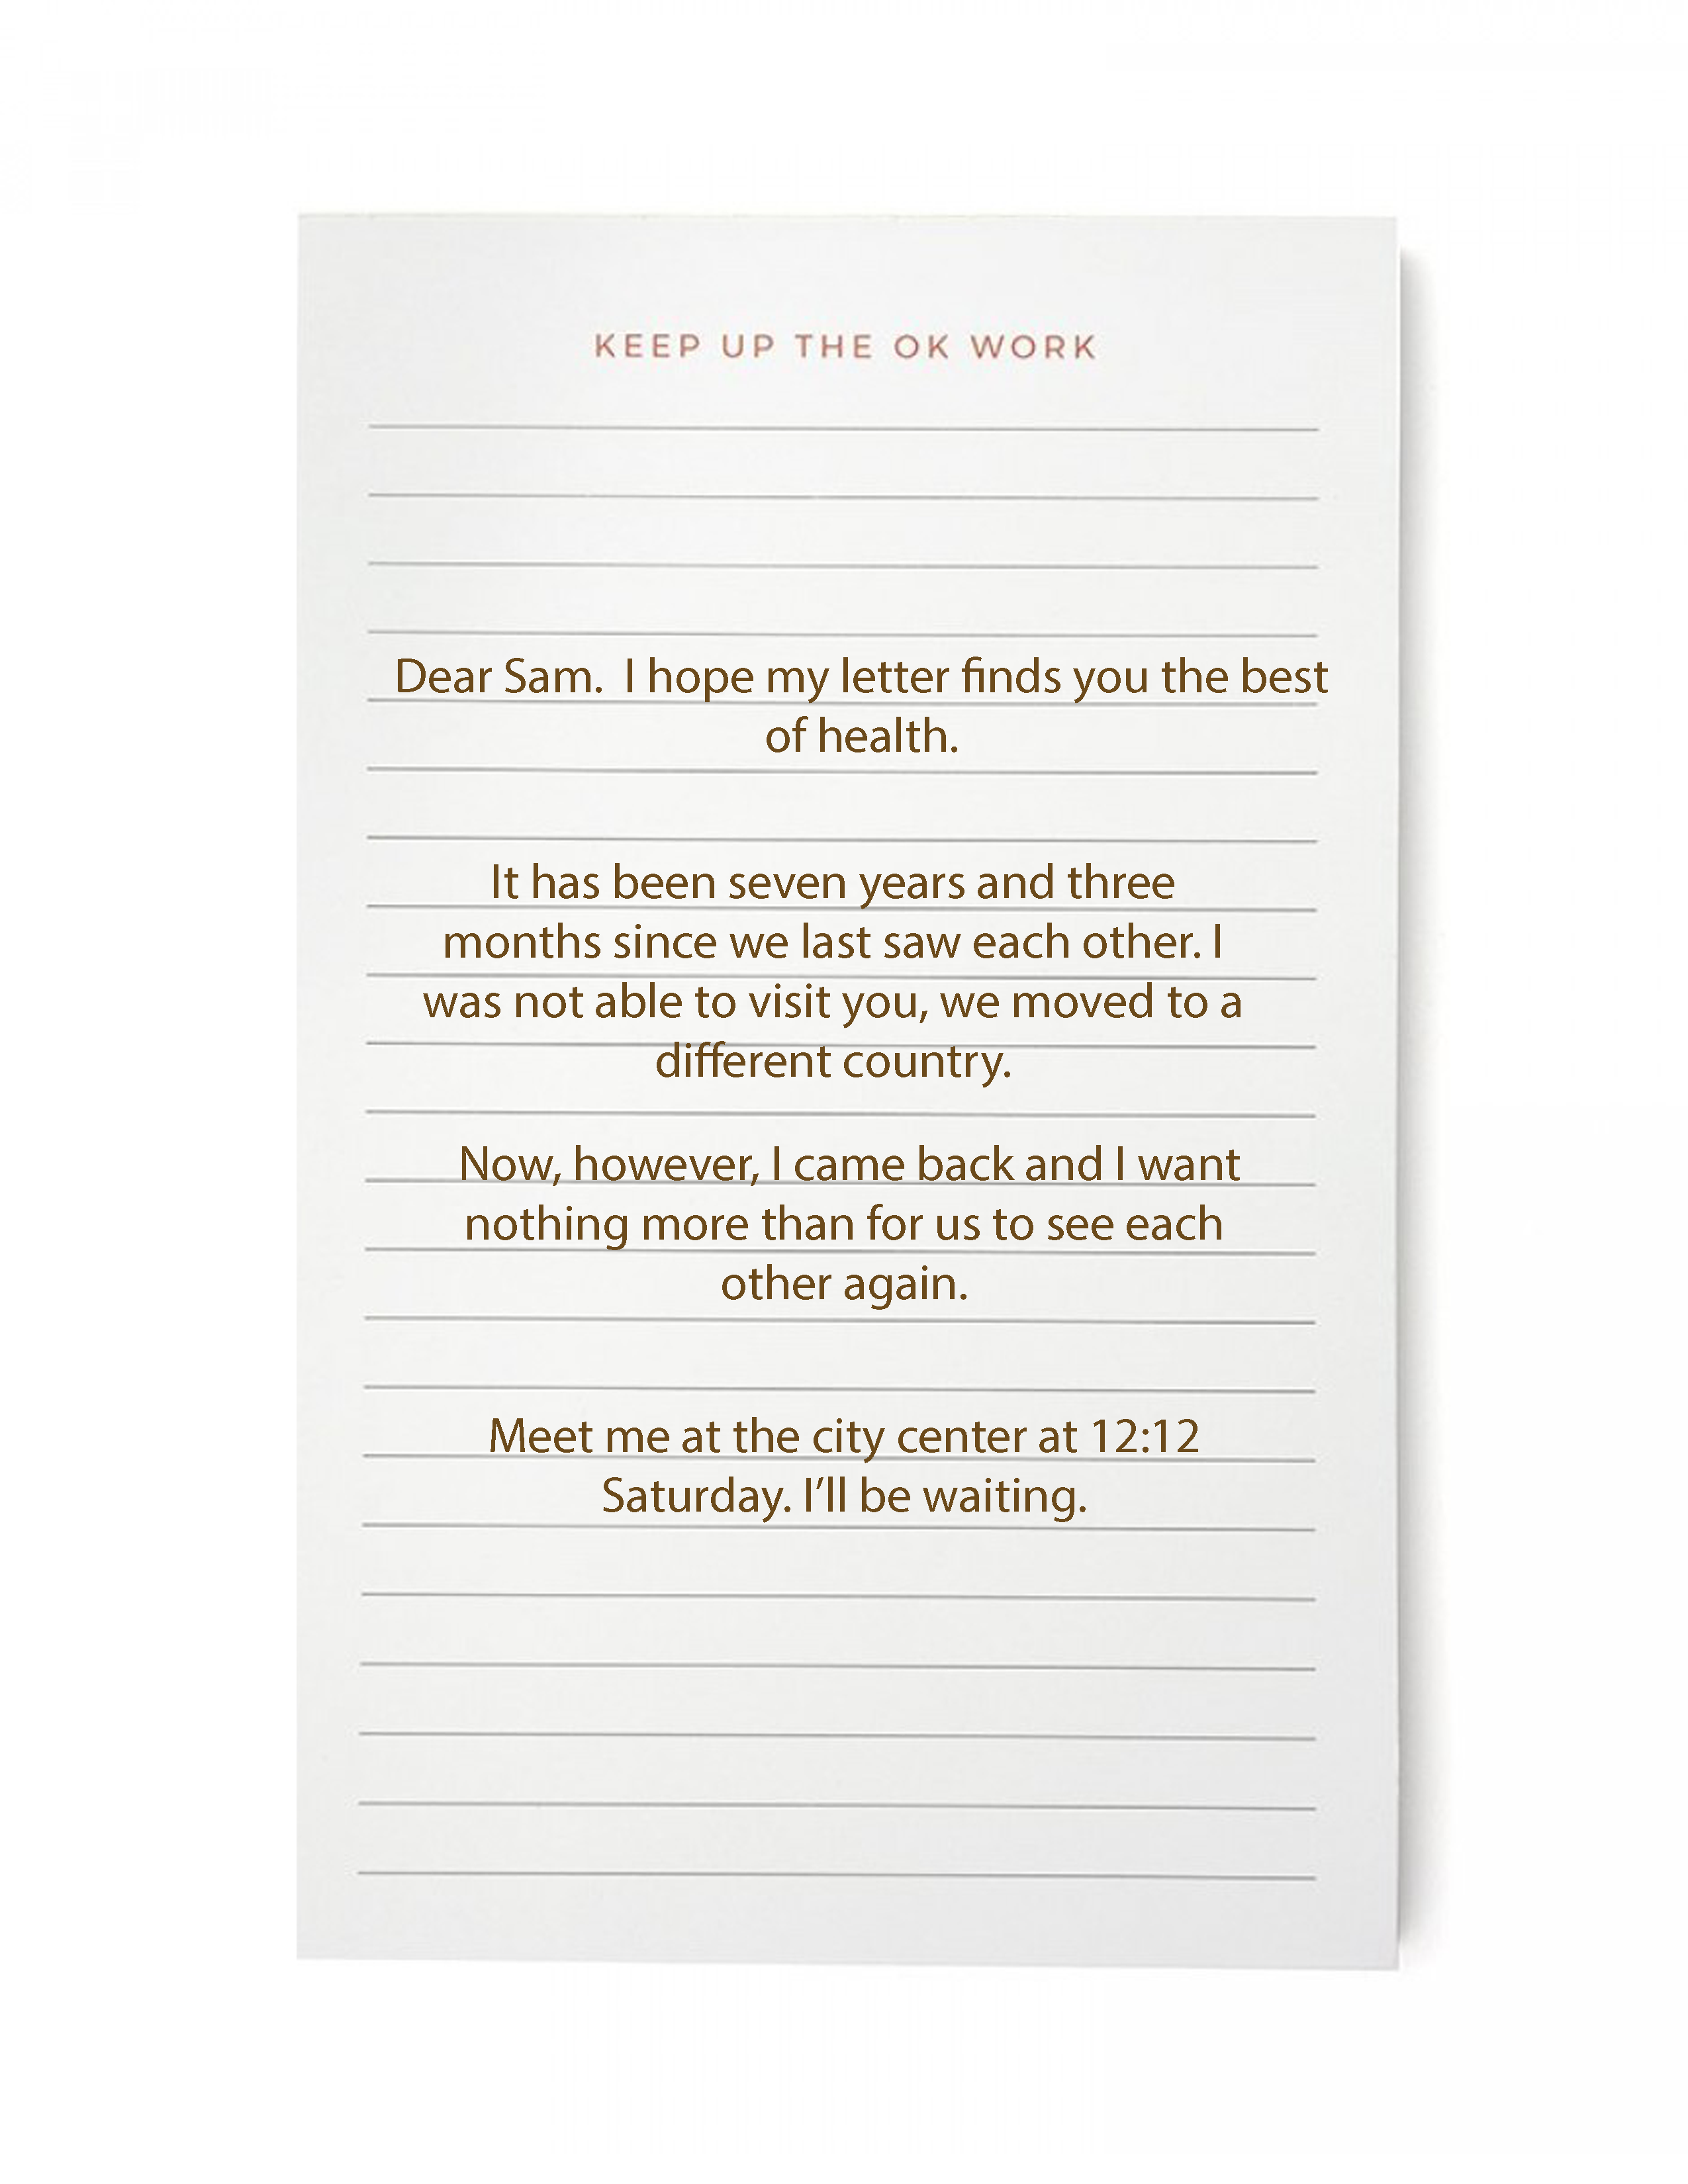 KEEP UP THE OK WORK
Dear Sam.  I hope my letter finds you the best
of health.
It has been seven years and three
months since we last saw each other. I
was not able to visit you, we moved to a
different country.
Now, however, I came back and I want
nothing more than for us to see each
other again.
Meet me at the city center at 12:12
Saturday. I’ll be waiting.